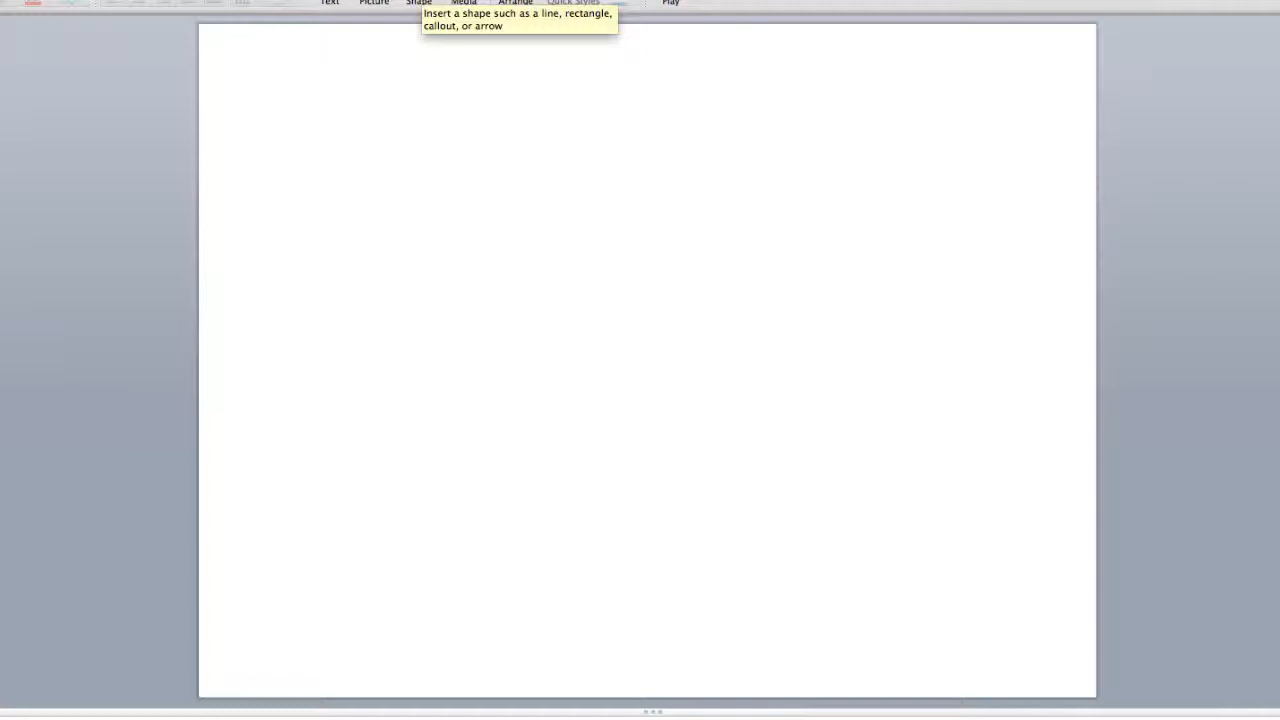 Text Picture Shape Media Arrange Quick Styles Play
Insert a shape such as a line, rectangle,
callout, or arrow